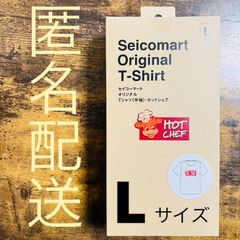 匿名配送
L
Seicomart
Original
T-Shirt
セイコーマート
オリジナル
Tシャツ(半袖)・ホットシェフ
HOT
CHEF
L サイズ